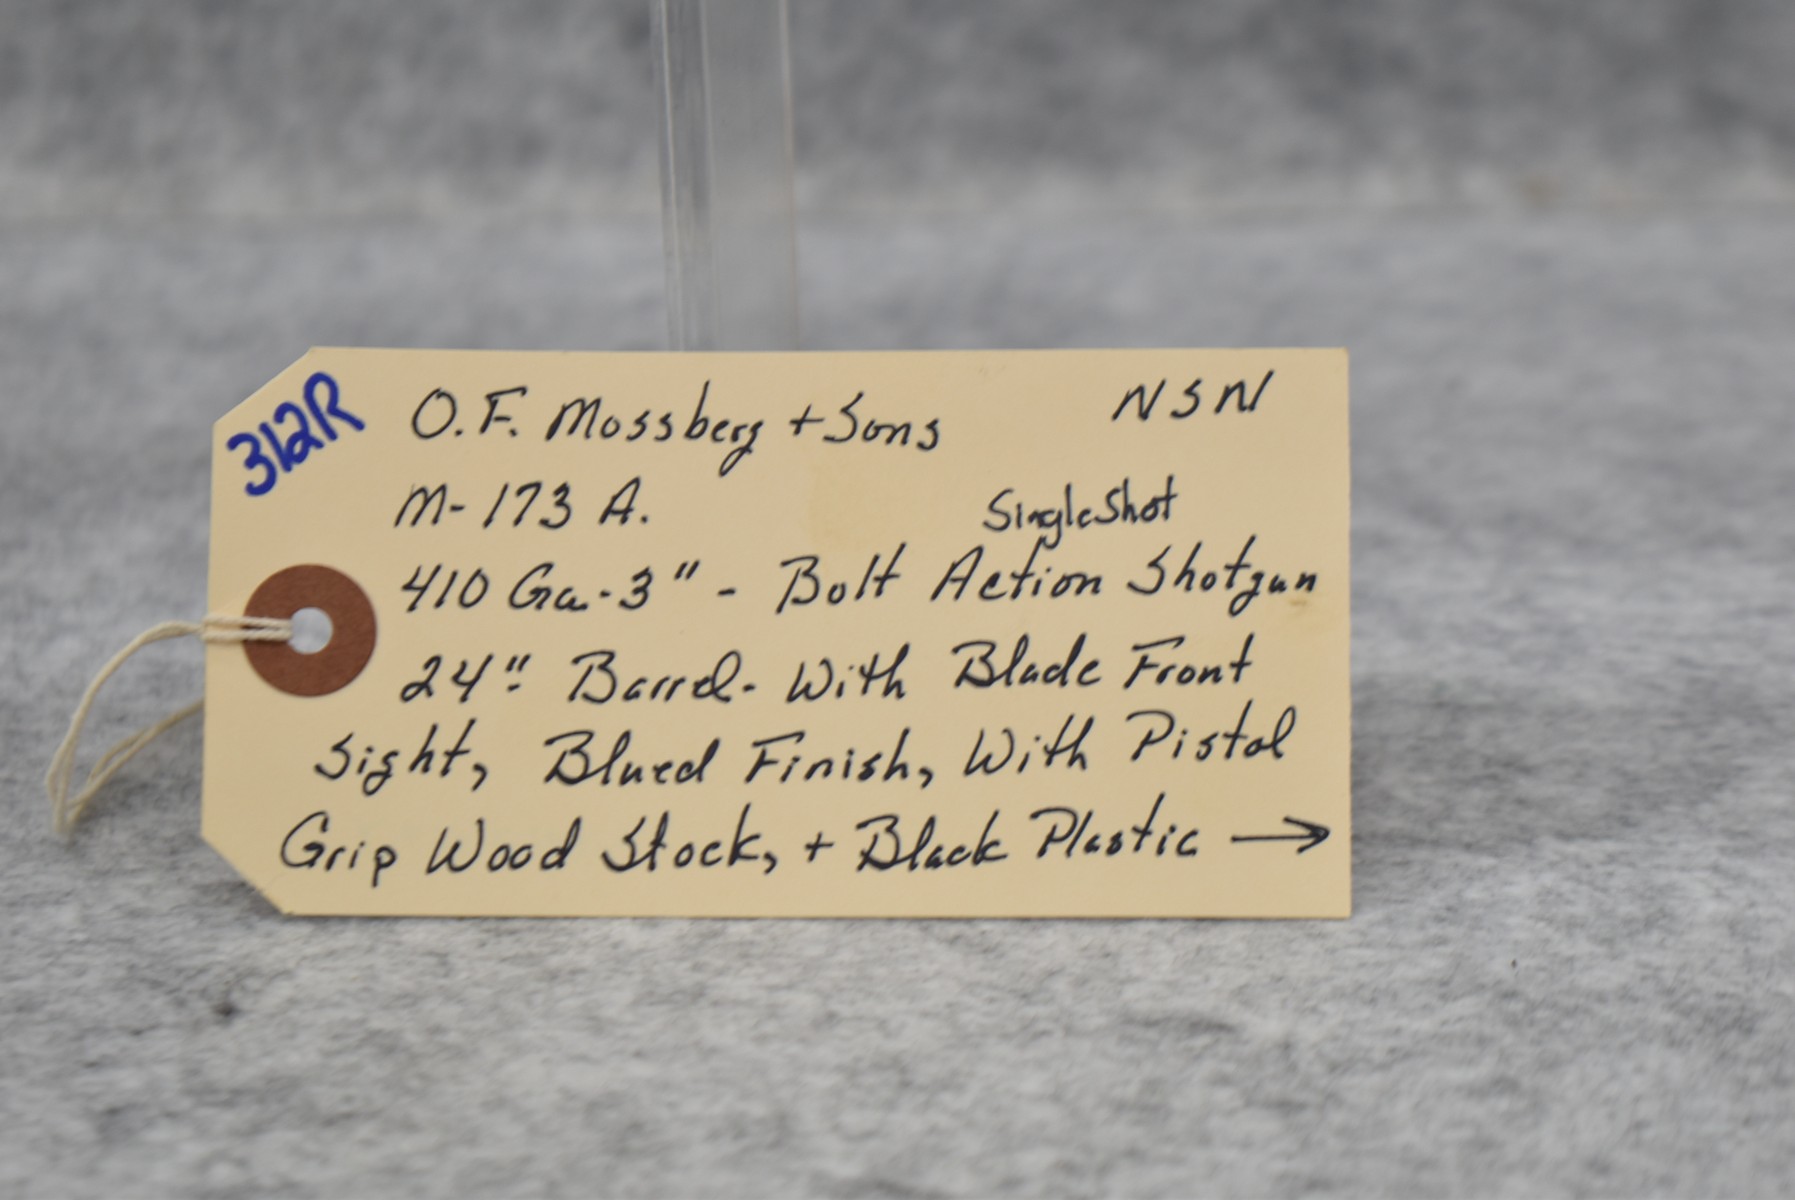 312R
O.F. Mossberg + Sons NSN
M-173 A.
Single Shot
410 Ga.-3" - Bolt Action Shotgun
24" Barrel- With Blade Front
Sight, Blued Finish, With Pistol
Grip Wood Stock, + Black Plastic →